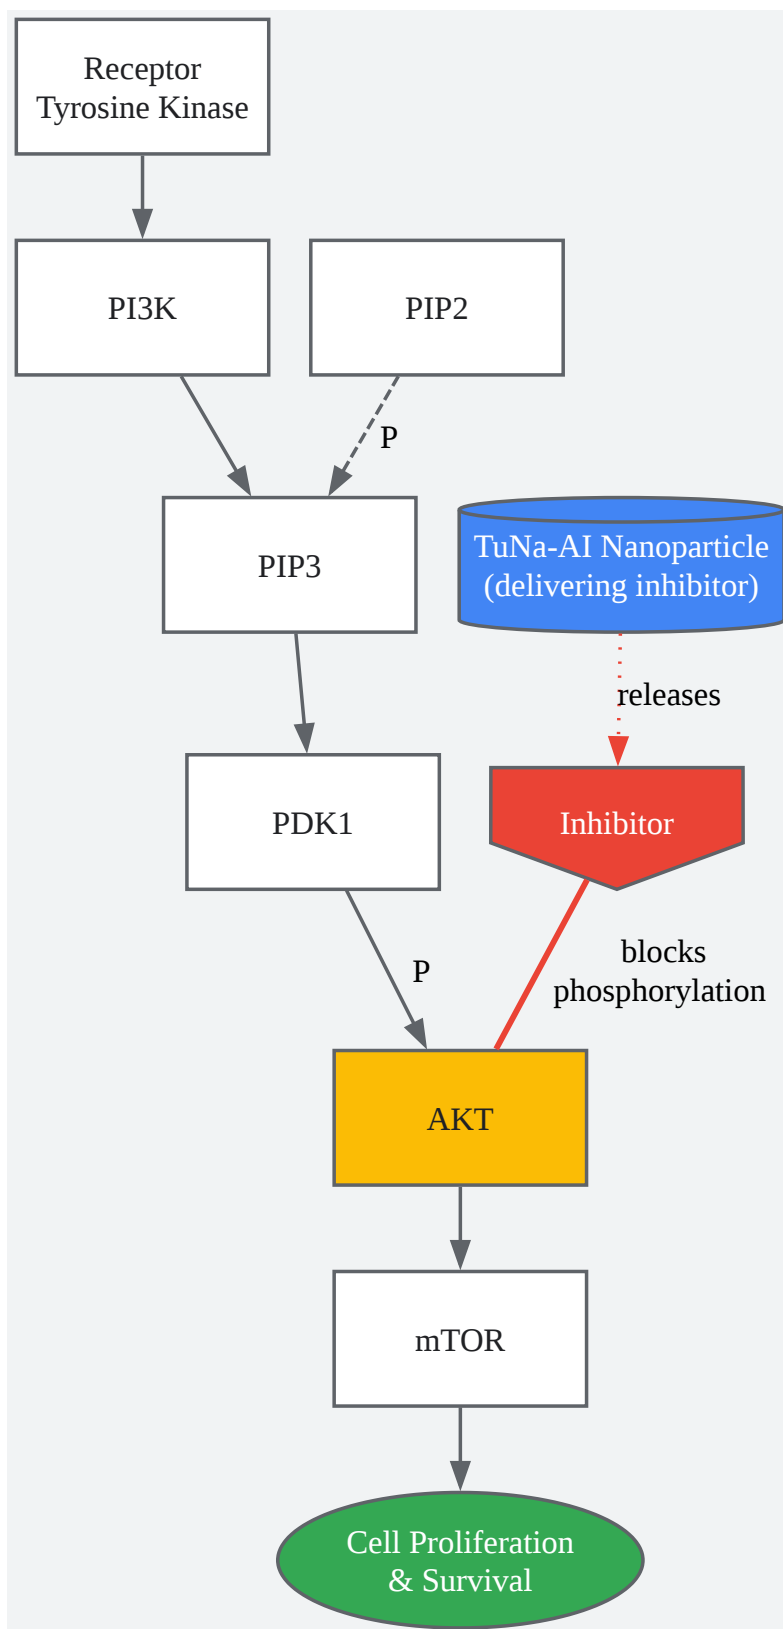 Receptor
Tyrosine Kinase
PI3K
PIP2
P
PIP3
TuNa-AI Nanoparticle
(delivering inhibitor)
releases
PDK1
Inhibitor
blocks
phosphorylation
P
AKT
mTOR
Cell Proliferation
& Survival